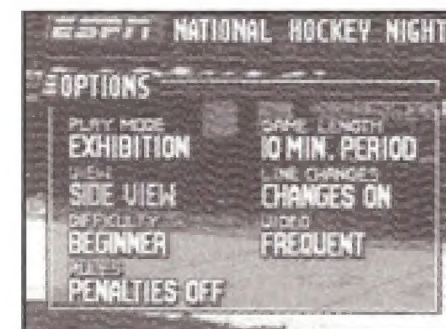 ESPN NATIONAL HOCKEY NIGHT
OPTIONS
PLAY MODE GAME LENGTH
EXHIBITION 10 MIN. PERIOD
VIEW LINE CHANGES
SIDE VIEW CHANGES ON
DIFFICULTY VIDEO
BEGINNER FREQUENT
RULES
PENALTIES OFF